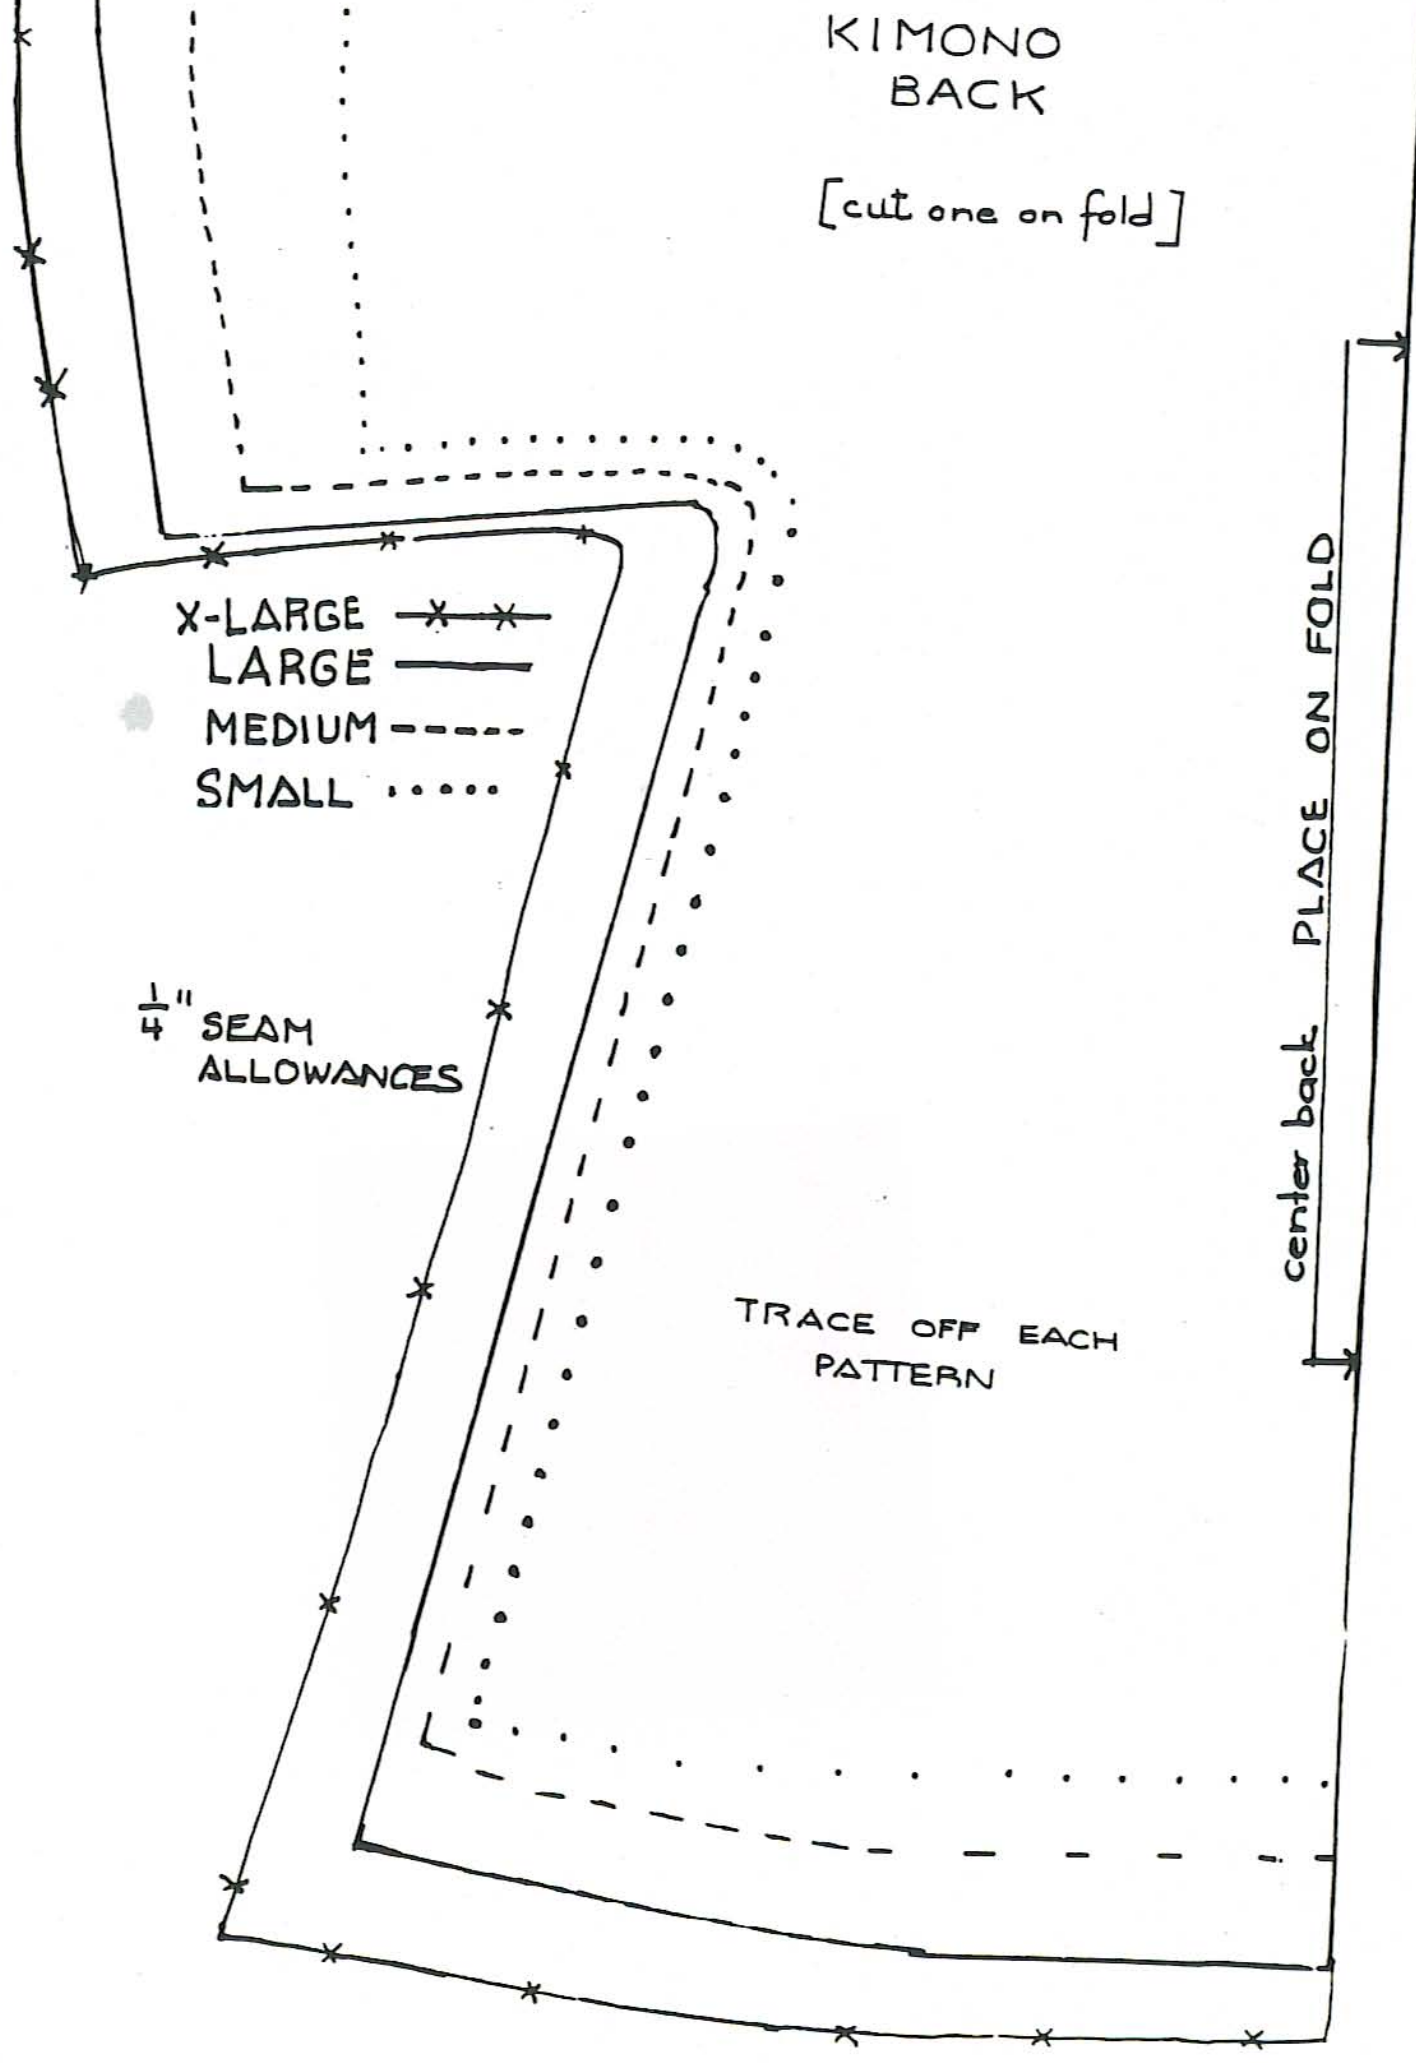 KIMONO
BACK
[cut one on fold]
X-LARGE
LARGE
MEDIUM
SMALL
1/4" SEAM
ALLOWANCES
center back PLACE ON FOLD
TRACE OFF EACH
PATTERN